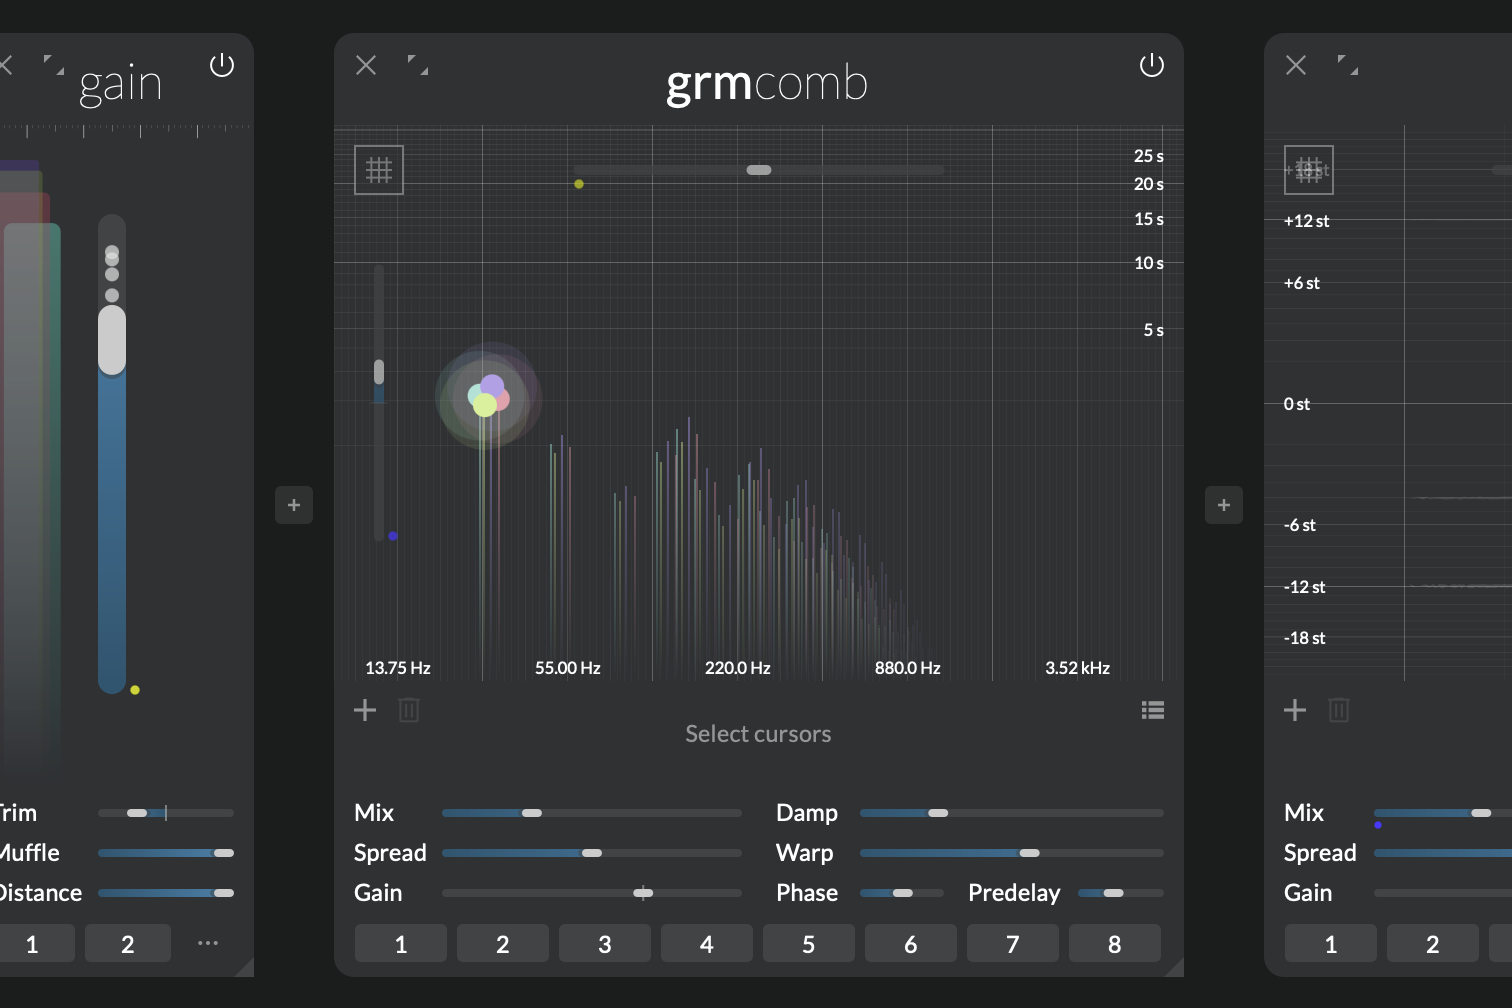 gain
Trim
Muffle
Distance
1 2 ...
grmcomb
25 s
20 s
15 s
10 s
5 s
13.75 Hz 55.00 Hz 220.0 Hz 880.0 Hz 3.52 kHz
Select cursors
Mix Damp
Spread Warp
Gain Phase Predelay
1 2 3 4 5 6 7 8
+18 st
+12 st
+6 st
0 st
-6 st
-12 st
-18 st
Mix
Spread
Gain
1 2